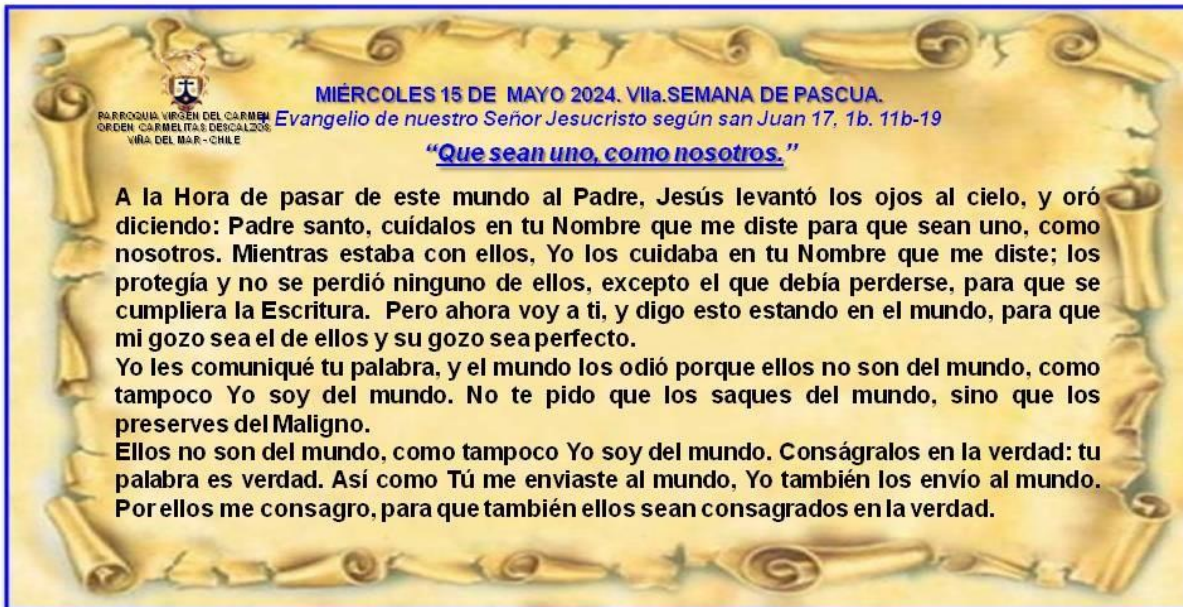 MIÉRCOLES 15 DE MAYO 2024. VIIa.SEMANA DE PASCUA.
PARROQUIA VIRGEN DEL CARMEN
ORDEN CARMELITAS DESCALZOS
VIÑA DEL MAR - CHILE
Evangelio de nuestro Señor Jesucristo según san Juan 17, 1b. 11b-19
“Que sean uno, como nosotros.”
A la Hora de pasar de este mundo al Padre, Jesús levantó los ojos al cielo, y oró
diciendo: Padre santo, cuídalos en tu Nombre que me diste para que sean uno, como
nosotros. Mientras estaba con ellos, Yo los cuidaba en tu Nombre que me diste; los
protegía y no se perdió ninguno de ellos, excepto el que debía perderse, para que se
cumpliera la Escritura. Pero ahora voy a ti, y digo esto estando en el mundo, para que
mi gozo sea el de ellos y su gozo sea perfecto.
Yo les comuniqué tu palabra, y el mundo los odió porque ellos no son del mundo, como
tampoco Yo soy del mundo. No te pido que los saques del mundo, sino que los
preserves del Maligno.
Ellos no son del mundo, como tampoco Yo soy del mundo. Conságralos en la verdad: tu
palabra es verdad. Así como Tú me enviaste al mundo, Yo también los envío al mundo.
Por ellos me consagro, para que también ellos sean consagrados en la verdad.